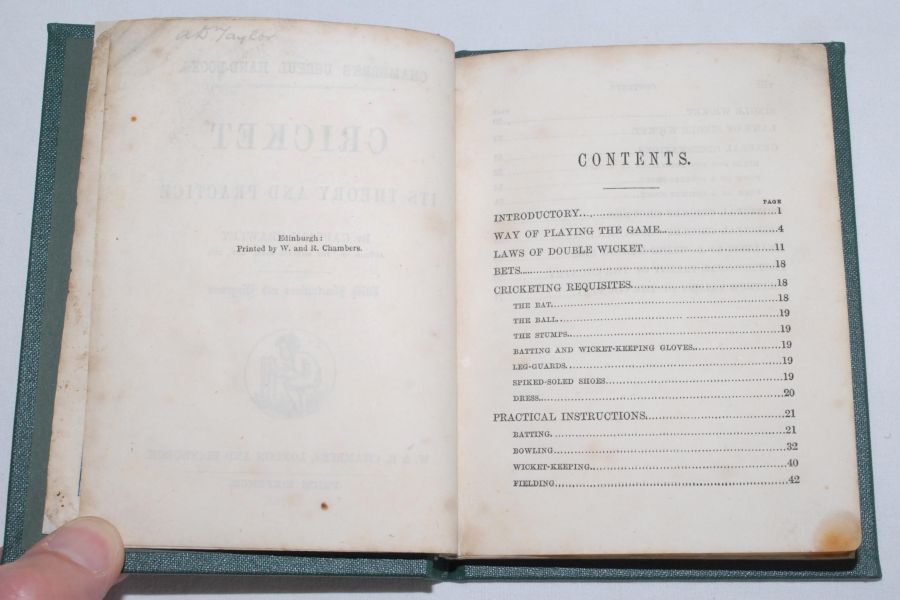 A D Taylor
Edinburgh:
Printed by W. and R. Chambers.
CONTENTS.
PAGE
INTRODUCTORY...1
WAY OF PLAYING THE GAME...4
LAWS OF DOUBLE WICKET...11
BETS...18
CRICKETING REQUISITES...18
THE BAT...18
THE BALL...19
THE STUMPS...19
BATTING AND WICKET-KEEPING GLOVES...19
LEG-GUARDS...19
SPIKED-SOLED SHOES...19
DRESS...20
PRACTICAL INSTRUCTIONS...21
BATTING...21
BOWLING...32
WICKET-KEEPING...40
FIELDING...42